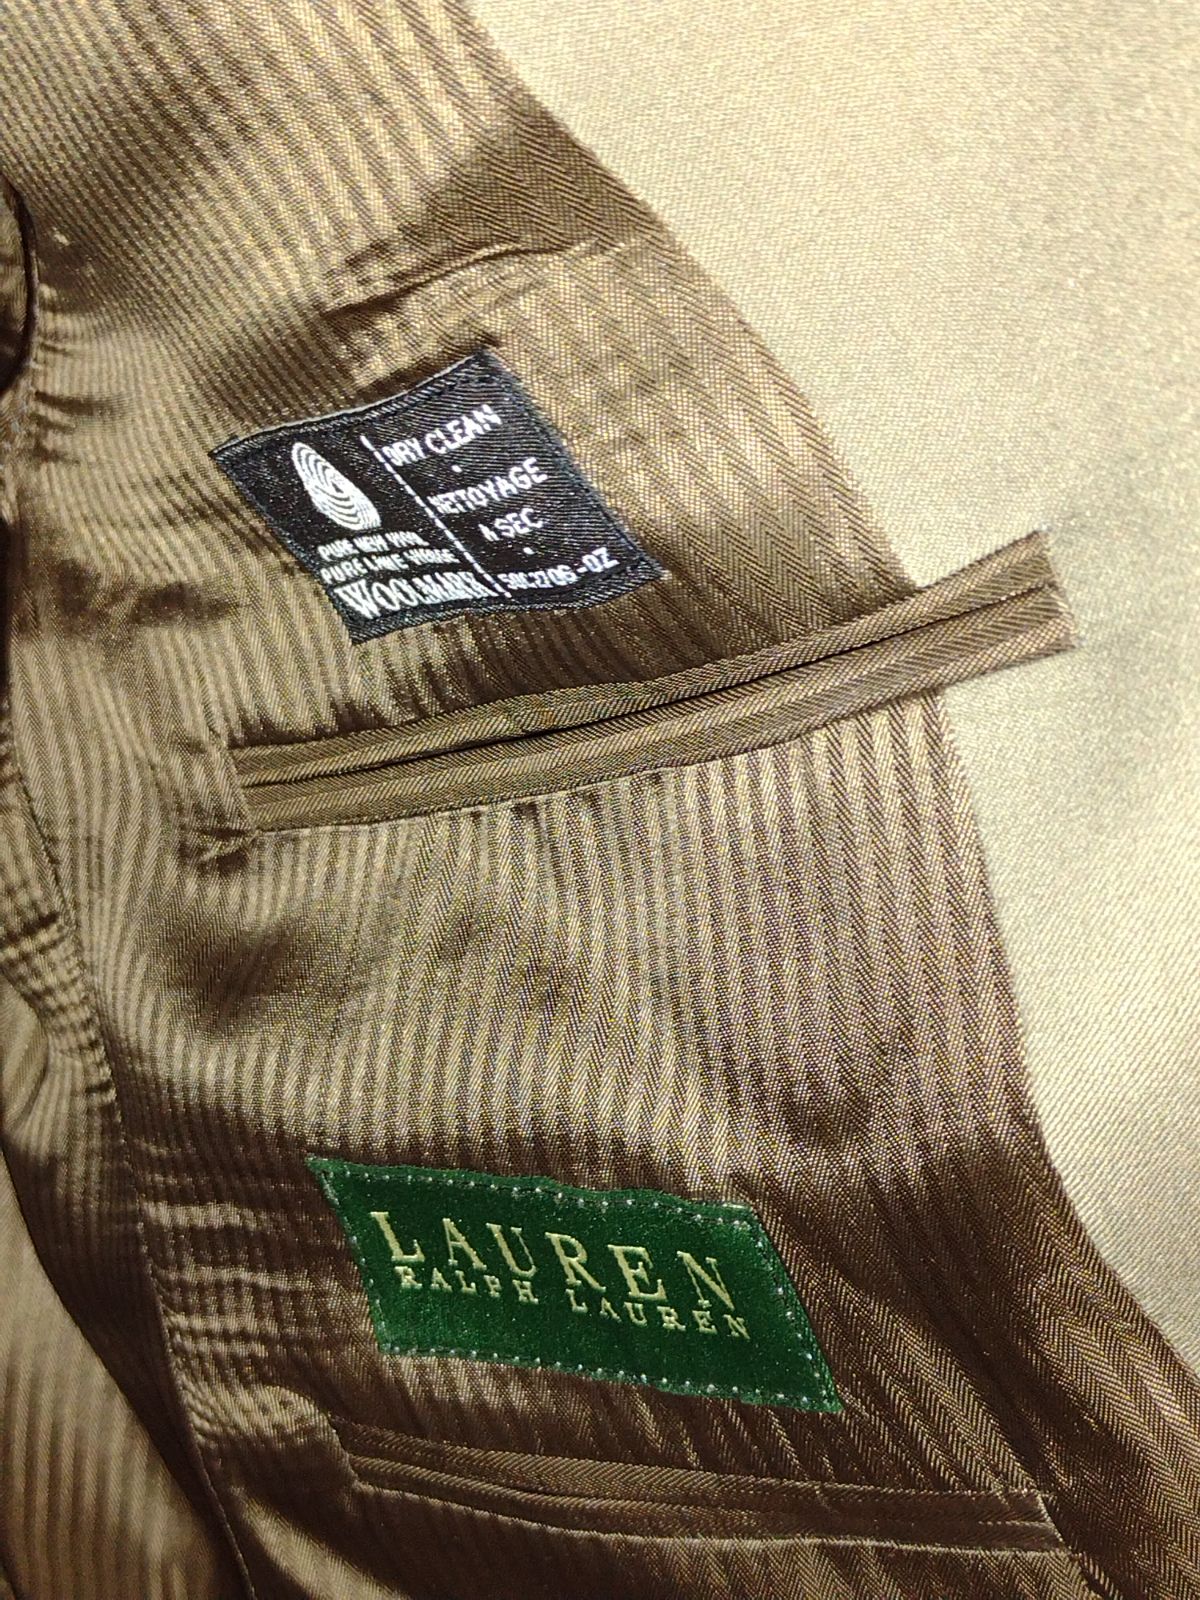 DRY CLEAN
NETTOYAGE
A SEC
PURE NEW WOOL
PURE LAINE VIERGE
WOOLMARK
LAUREN
RALPH LAUREN